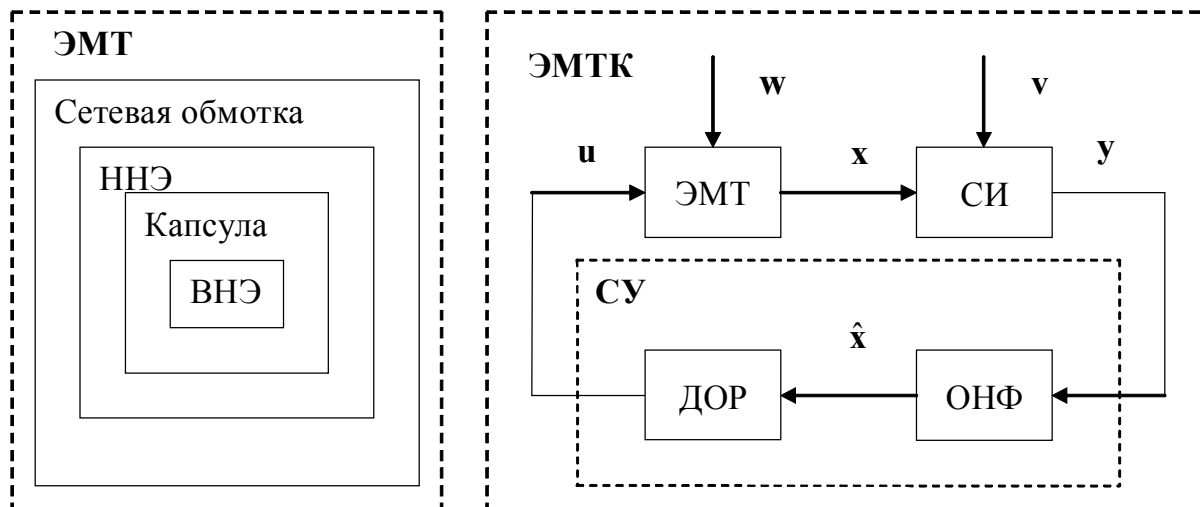 ЭМТ
Сетевая обмотка
ННЭ
Капсула
ВНЭ
ЭМТК
w
v
u
x
y
ЭМТ
СИ
СУ
x̂
ДОР
ОНФ